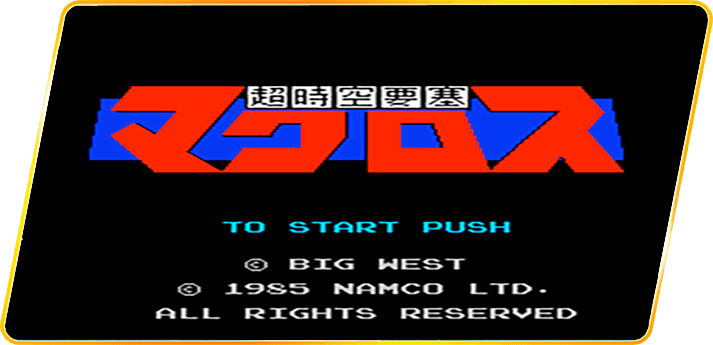 超時空要塞
マクロス
TO START PUSH
© BIG WEST
© 1985 NAMCO LTD.
ALL RIGHTS RESERVED